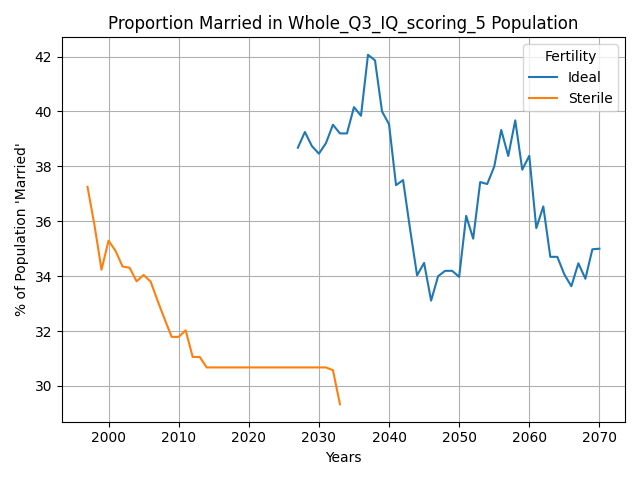 Proportion Married in Whole_Q3_IQ_scoring_5 Population
% of Population 'Married'
42
40
38
36
34
32
30
Fertility
Ideal
Sterile
2000 2010 2020 2030 2040 2050 2060 2070
Years